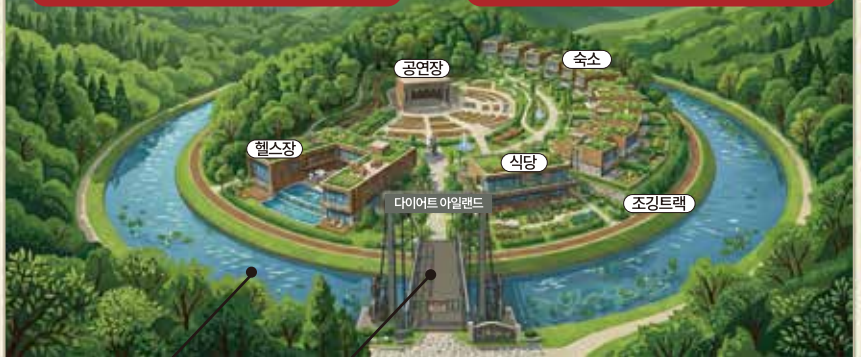 공연장
숙소
헬스장
식당
다이어트 아일랜드
조깅트랙